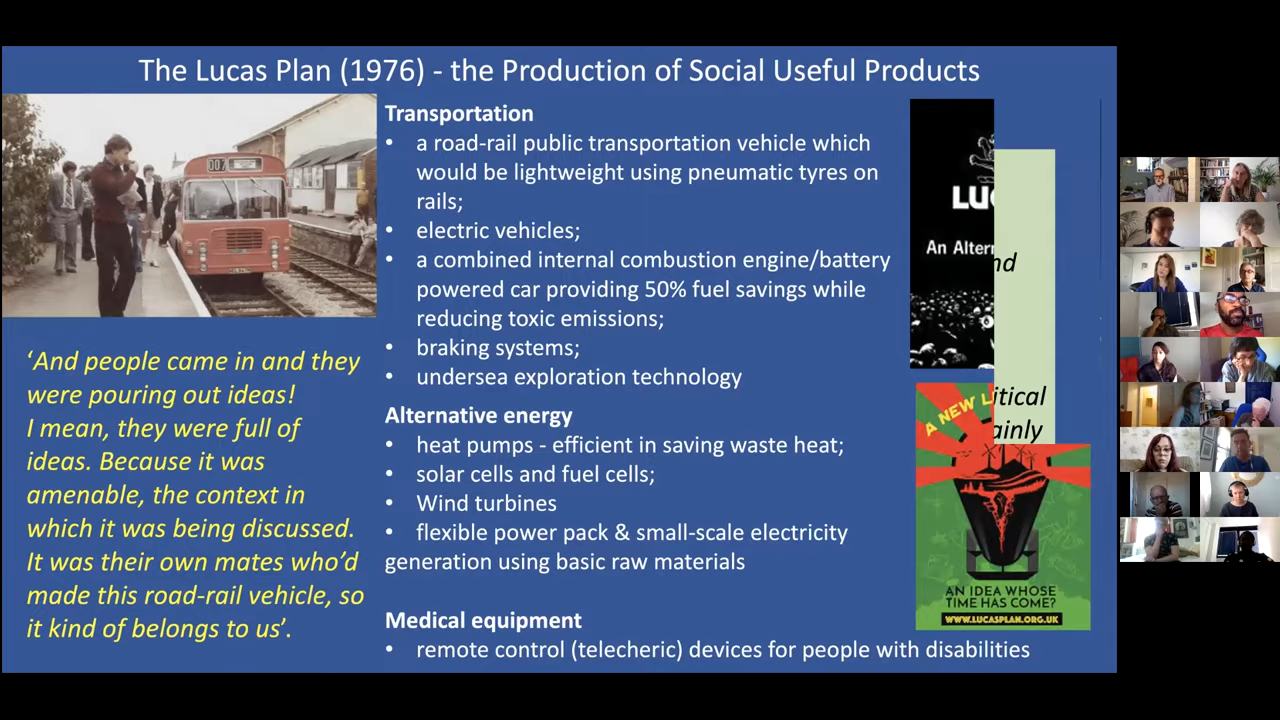 The Lucas Plan (1976) - the Production of Social Useful Products
007
‘And people came in and they
were pouring out ideas!
I mean, they were full of
ideas. Because it was
amenable, the context in
which it was being discussed.
It was their own mates who’d
made this road-rail vehicle, so
it kind of belongs to us’.
Transportation
• a road-rail public transportation vehicle which
would be lightweight using pneumatic tyres on
rails;
• electric vehicles;
• a combined internal combustion engine/battery
powered car providing 50% fuel savings while
reducing toxic emissions;
• braking systems;
• undersea exploration technology
Alternative energy
• heat pumps - efficient in saving waste heat;
• solar cells and fuel cells;
• Wind turbines
• flexible power pack & small-scale electricity
generation using basic raw materials
Medical equipment
• remote control (telecheric) devices for people with disabilities
LU
An Altern
nd
itical
ainly
A NEW L
AN IDEA WHOSE
TIME HAS COME?
WWW.LUCASPLAN.ORG.UK